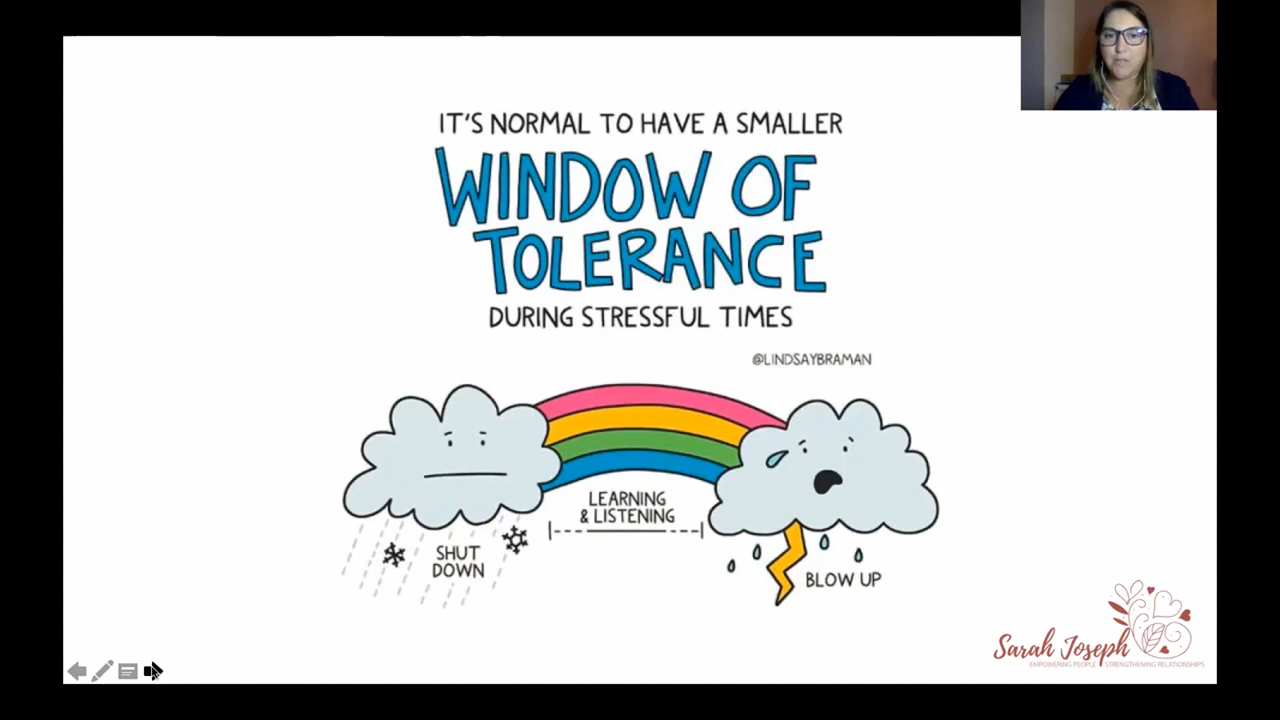 IT'S NORMAL TO HAVE A SMALLER
WINDOW OF
TOLERANCE
DURING STRESSFUL TIMES
@LINDSAYBRAMAN
LEARNING
& LISTENING
SHUT
DOWN
BLOW UP
Sarah Joseph
EMPOWERING PEOPLE | STRENGTHENING RELATIONSHIPS